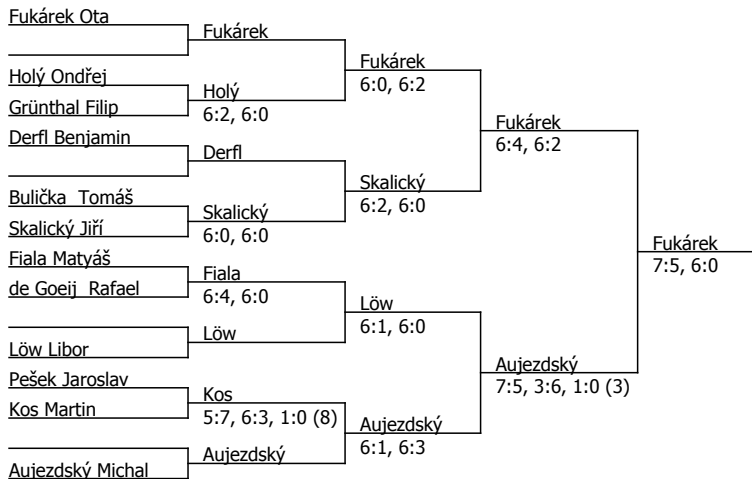 Fukárek Ota
Holý Ondřej
Grünthal Filip
Derfl Benjamin
Bulička  Tomáš
Skalický Jiří
Fiala Matyáš
de Goeij  Rafael
Löw Libor
Pešek Jaroslav
Kos Martin
Aujezdský Michal
Fukárek
Holý
6:2, 6:0
Derfl
Skalický
6:0, 6:0
Fiala
6:4, 6:0
Löw
Kos
5:7, 6:3, 1:0 (8)
Aujezdský
Fukárek
6:0, 6:2
Skalický
6:2, 6:0
Löw
6:1, 6:0
Aujezdský
6:1, 6:3
Fukárek
6:4, 6:2
Aujezdský
7:5, 3:6, 1:0 (3)
Fukárek
7:5, 6:0